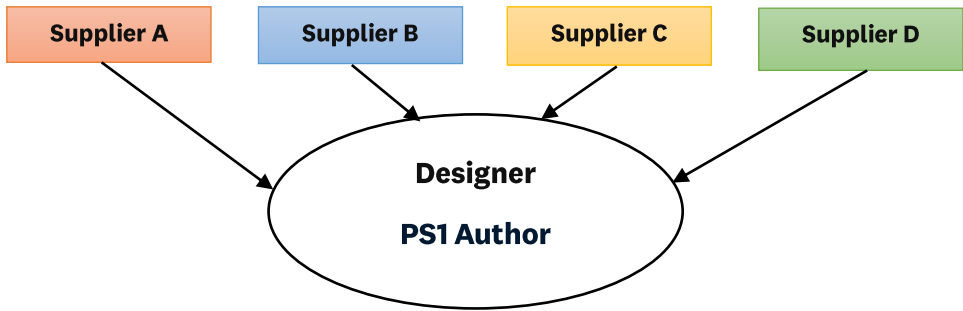 Supplier A
Supplier B
Supplier C
Supplier D
Designer
PS1 Author